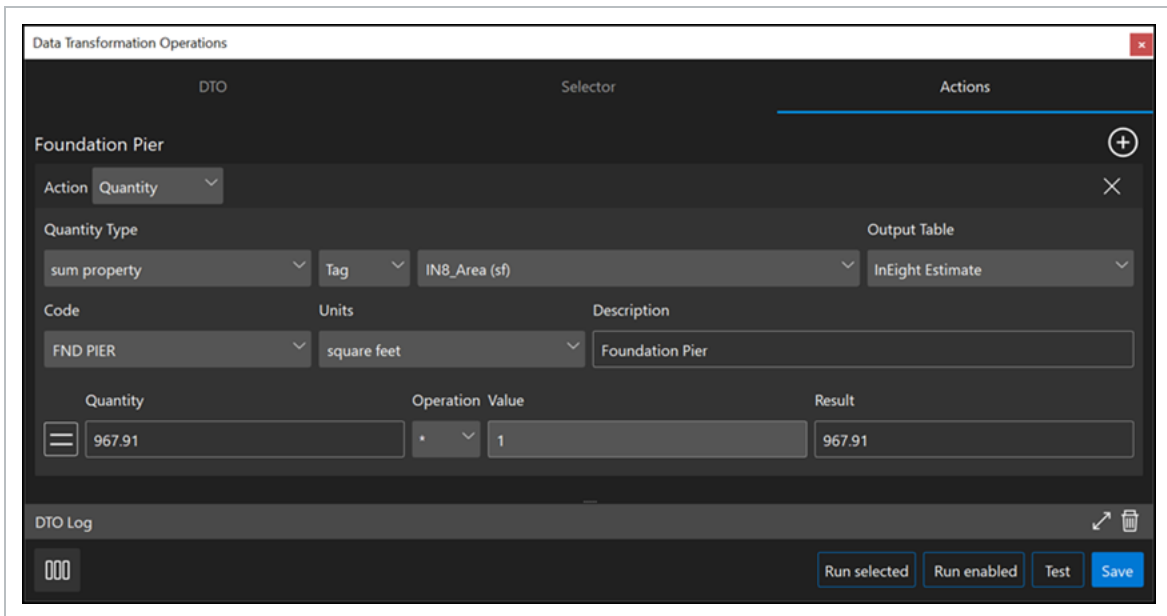 Data Transformation Operations
DTO Selector Actions
Foundation Pier
Action Quantity
Quantity Type Output Table
sum property Tag IN8_Area (sf) InEight Estimate
Code Units Description
FND PIER square feet Foundation Pier
Quantity Operation Value Result
967.91 * 1 967.91
DTO Log
Run selected Run enabled Test Save